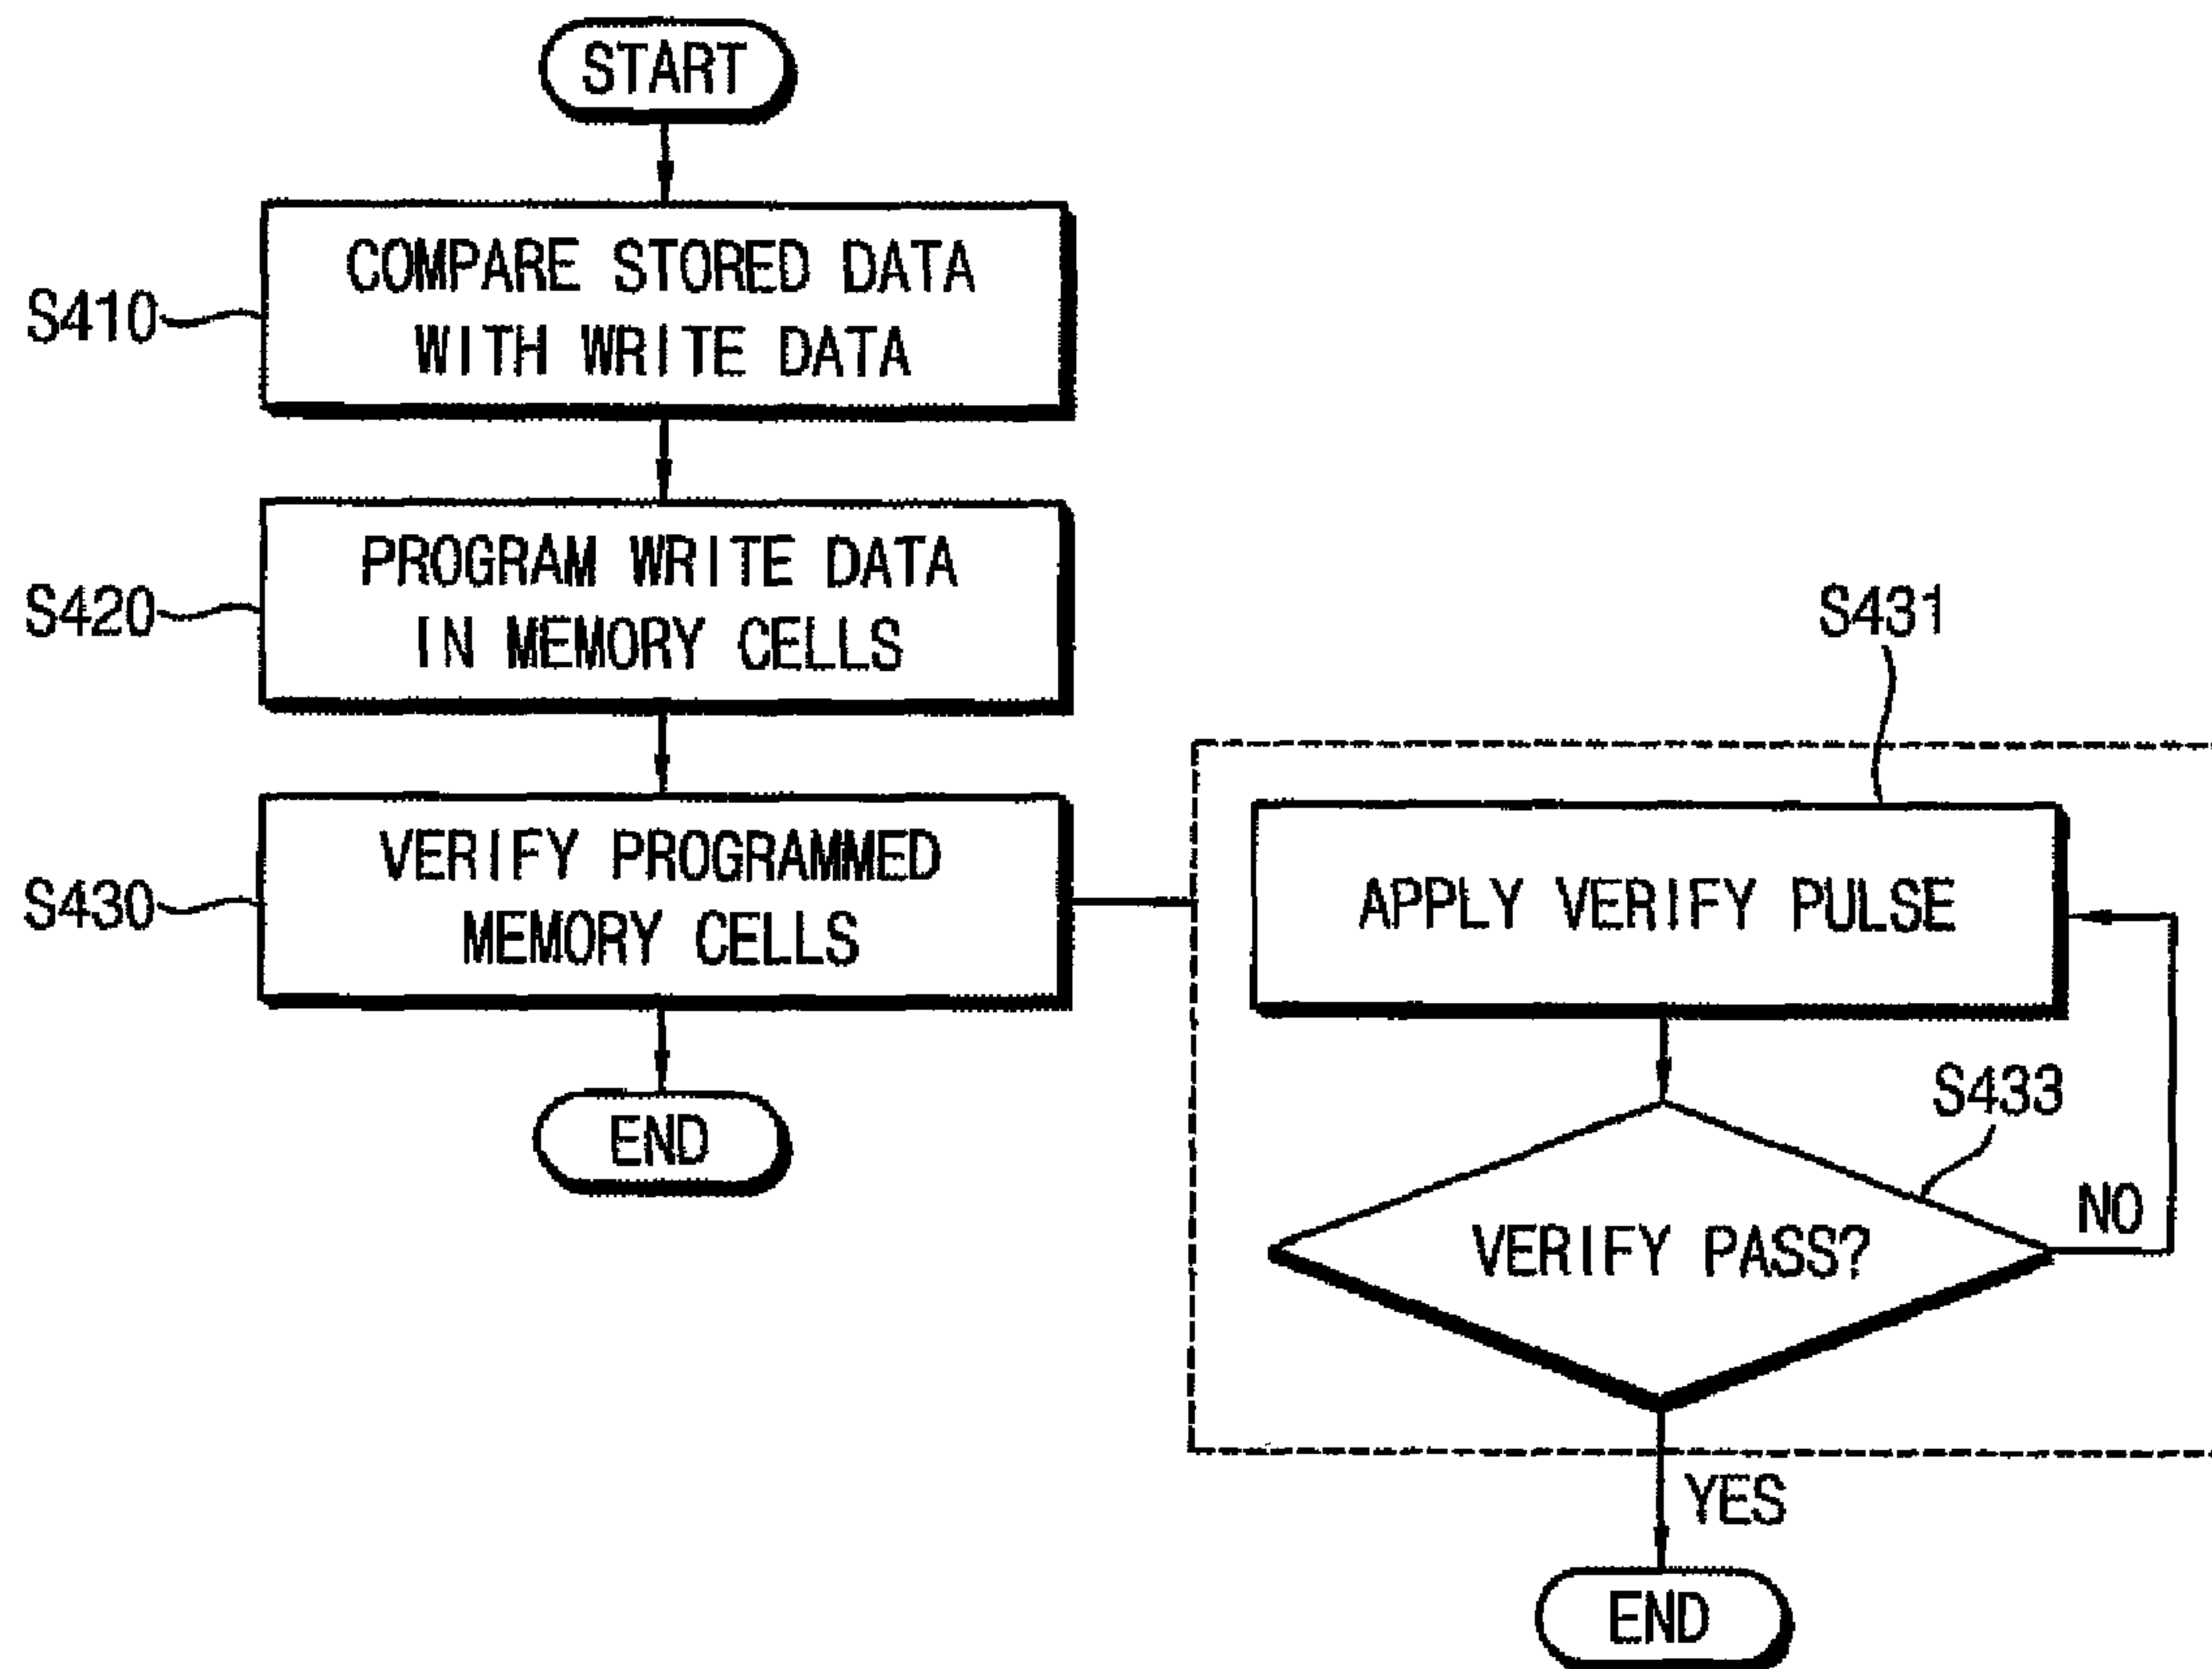 START
COMPARE STORED DATA
WITH WRITE DATA
S410
PROGRAM WRITE DATA
IN MEMORY CELLS
S420
VERIFY PROGRAMMED
MEMORY CELLS
S430
END
S431
APPLY VERIFY PULSE
S433
VERIFY PASS?
NO
YES
END